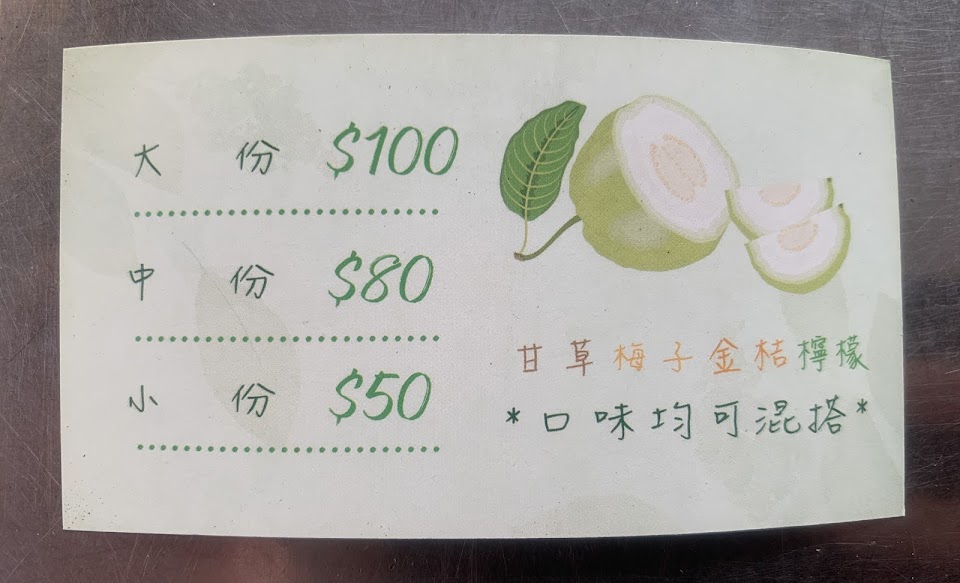 大份 $100
中份 $80
小份 $50
甘草梅子金桔檸檬
*口味均可混搭*